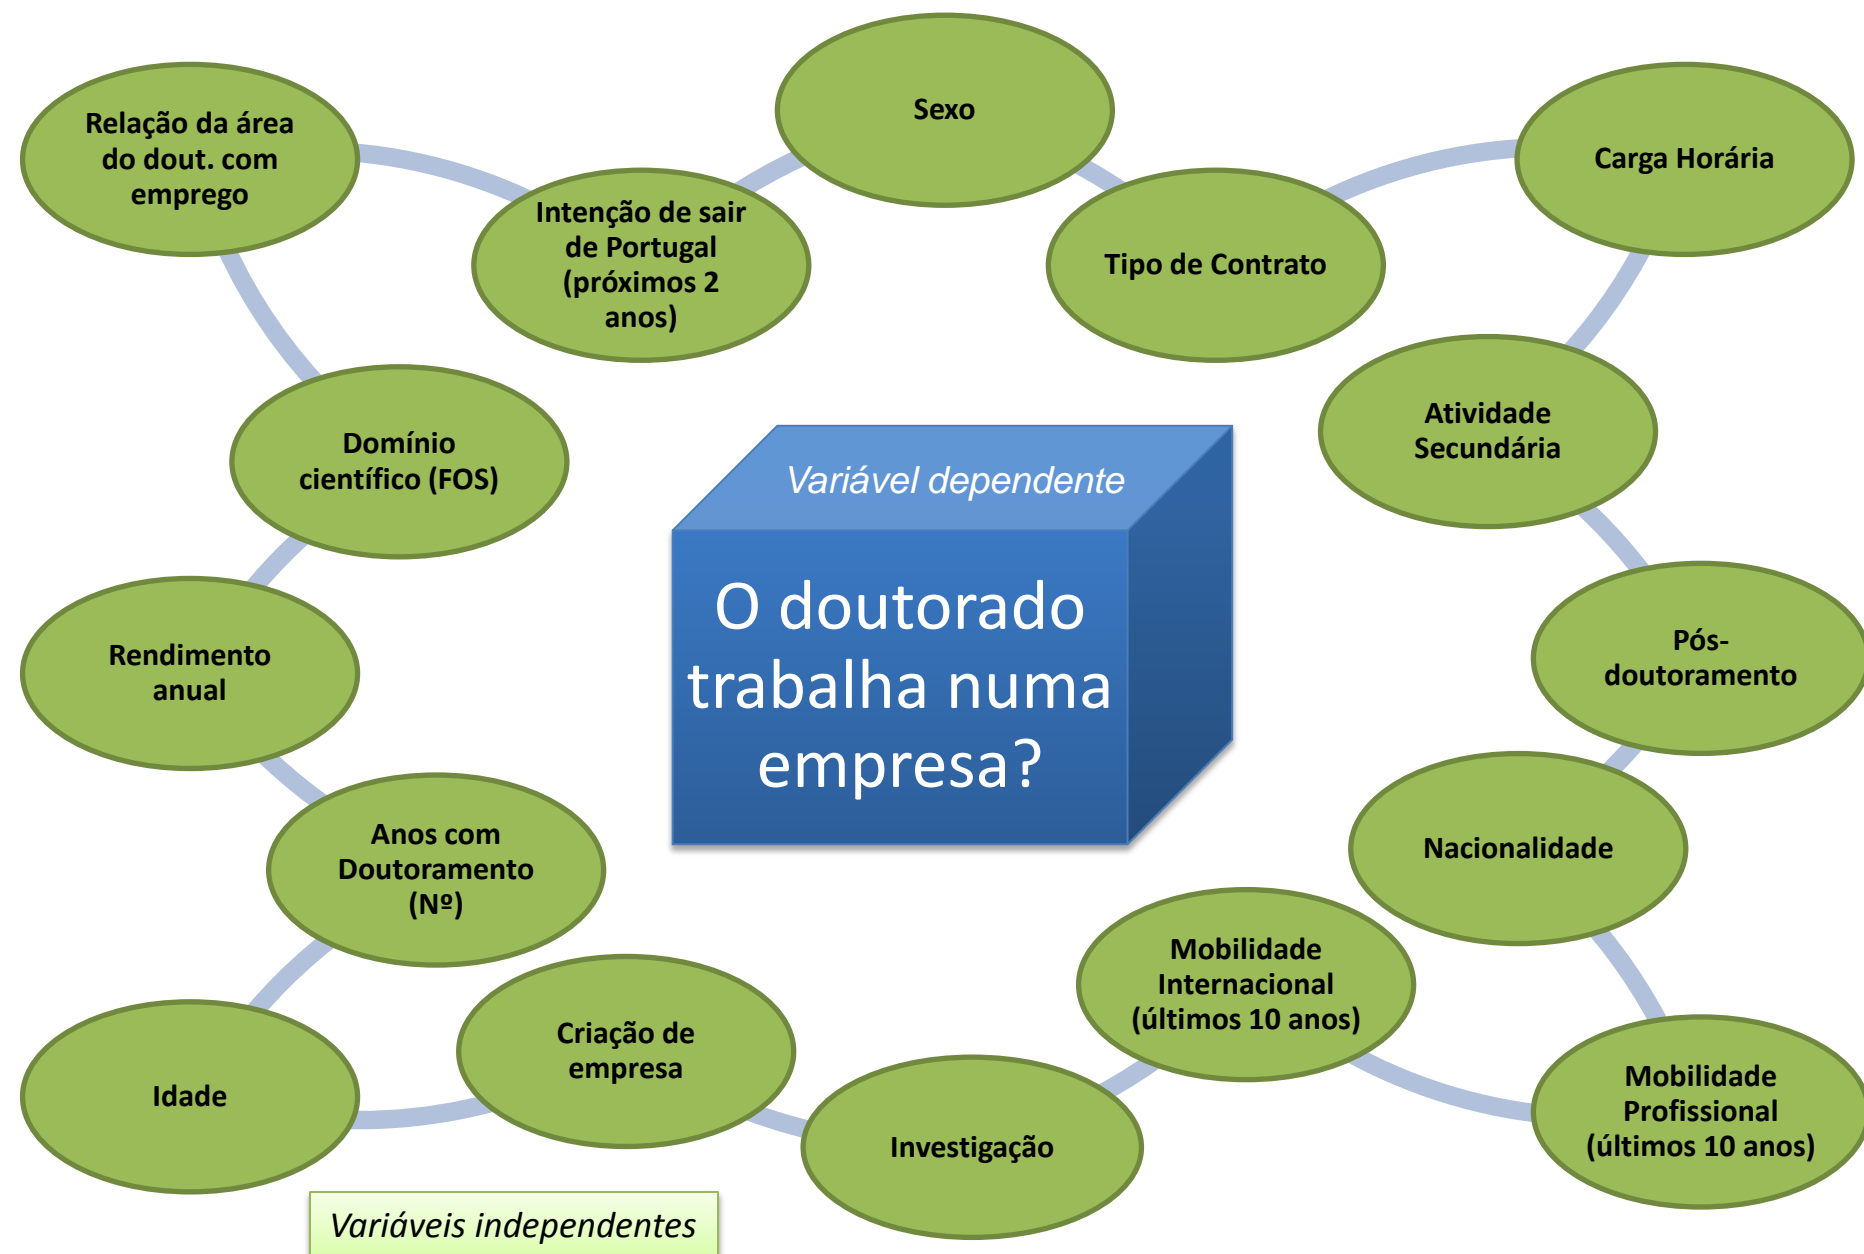 Sexo
Relação da área
do dout. com
emprego
Carga Horária
Intenção de sair
de Portugal
(próximos 2
anos)
Tipo de Contrato
Atividade
Secundária
Domínio
científico (FOS)
Variável dependente
O doutorado
trabalha numa
empresa?
Rendimento
anual
Pós-
doutoramento
Anos com
Doutoramento
(Nº)
Nacionalidade
Mobilidade
Internacional
(últimos 10 anos)
Criação de
empresa
Idade
Mobilidade
Profissional
(últimos 10 anos)
Investigação
Variáveis independentes